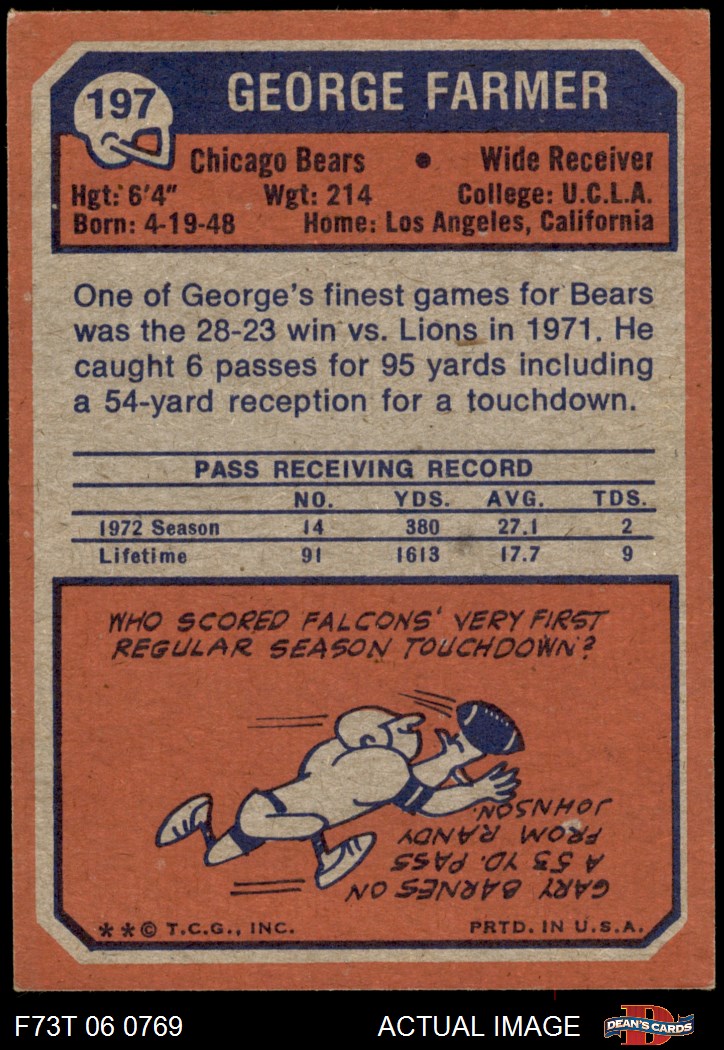 197
GEORGE FARMER
Chicago Bears • Wide Receiver
Hgt: 6'4" Wgt: 214 College: U.C.L.A.
Born: 4-19-48 Home: Los Angeles, California
One of George's finest games for Bears
was the 28-23 win vs. Lions in 1971. He
caught 6 passes for 95 yards including
a 54-yard reception for a touchdown.
PASS RECEIVING RECORD
NO. YDS. AVG. TDS.
1972 Season 14 380 27.1 2
Lifetime 91 1613 17.7 9
WHO SCORED FALCONS' VERY FIRST
REGULAR SEASON TOUCHDOWN?
GARY BARNES ON
A 53 YD. PASS
FROM RANDY
JOHNSON.
**© T.C.G., INC. PRTD. IN U.S.A.
F73T 06 0769 ACTUAL IMAGE D DEAN'S CARDS